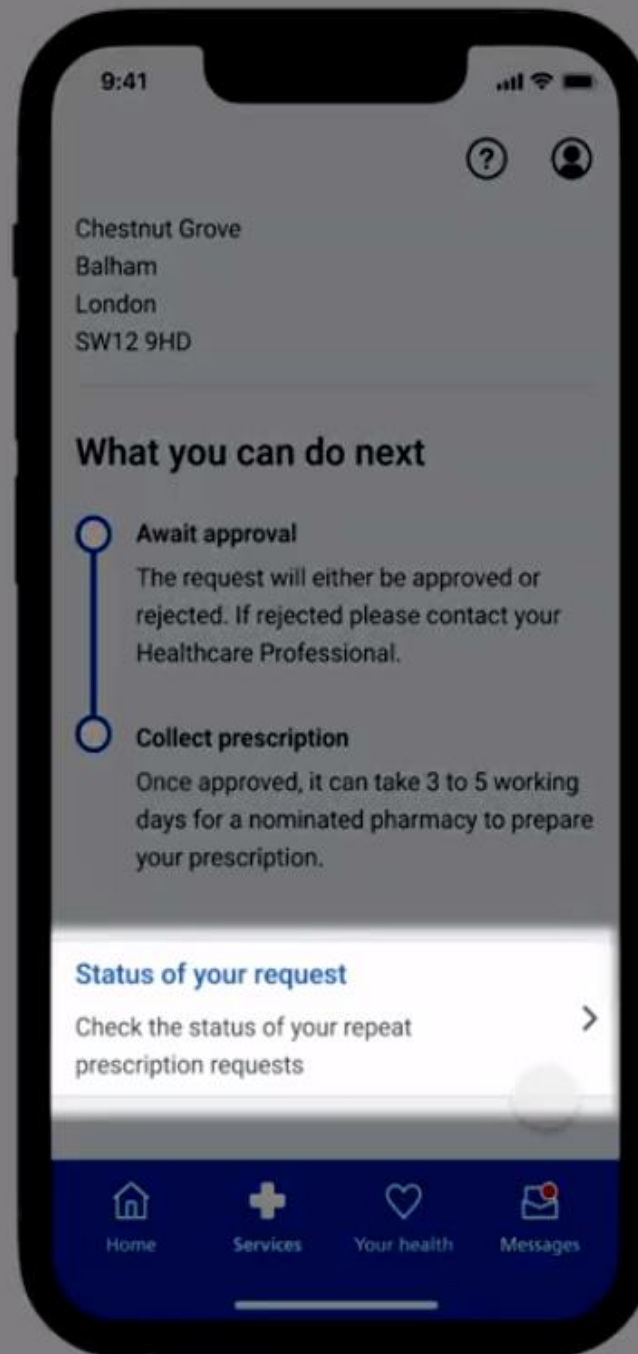 9:41
Chestnut Grove
Balham
London
SW12 9HD
What you can do next
Await approval
The request will either be approved or
rejected. If rejected please contact your
Healthcare Professional.
Collect prescription
Once approved, it can take 3 to 5 working
days for a nominated pharmacy to prepare
your prescription.
Status of your request
Check the status of your repeat
prescription requests
Home Services Your health Messages